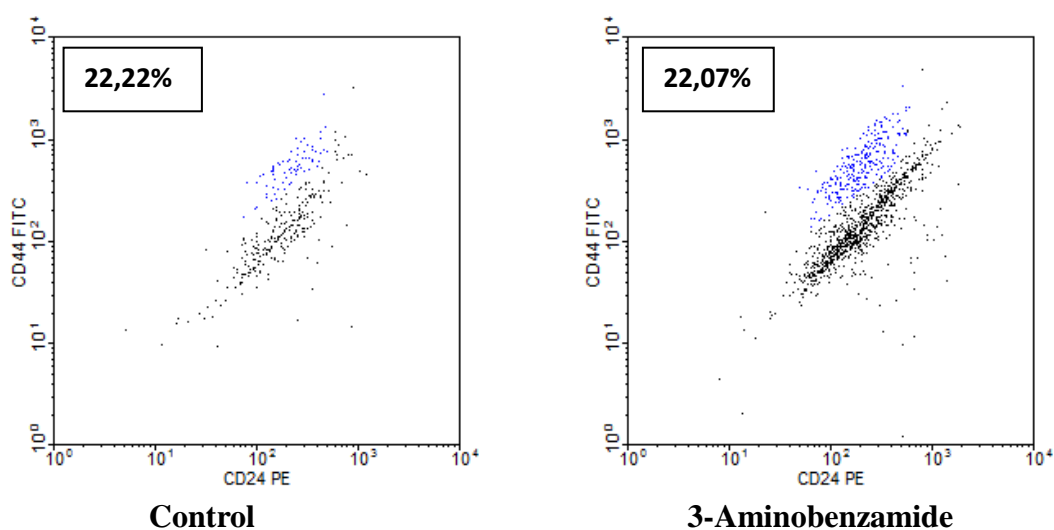 22,22%
10⁴
10³
10²
10¹
10⁰
CD44 FITC
10⁰ 10¹ 10² 10³ 10⁴
CD24 PE
Control
22,07%
10⁴
10³
10²
10¹
10⁰
CD44 FITC
10⁰ 10¹ 10² 10³ 10⁴
CD24 PE
3-Aminobenzamide